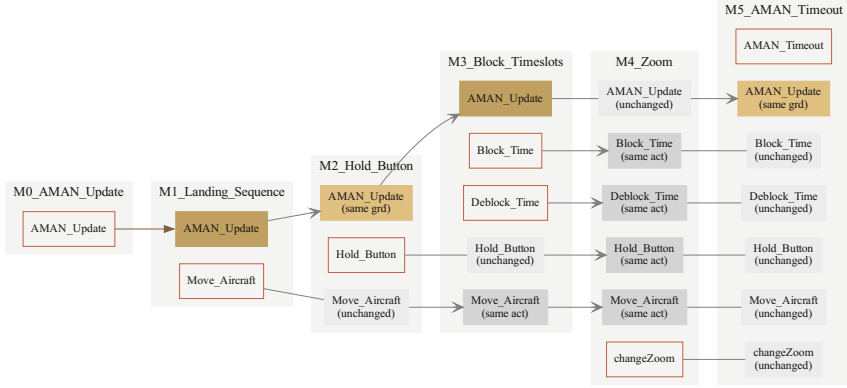 M0_AMAN_Update
AMAN_Update
M1_Landing_Sequence
AMAN_Update
Move_Aircraft
M2_Hold_Button
AMAN_Update
(same grd)
Hold_Button
Move_Aircraft
(unchanged)
M3_Block_Timeslots
AMAN_Update
Block_Time
Deblock_Time
Hold_Button
(unchanged)
Move_Aircraft
(same act)
M4_Zoom
AMAN_Update
(unchanged)
Block_Time
(same act)
Deblock_Time
(same act)
Hold_Button
(same act)
Move_Aircraft
(same act)
changeZoom
M5_AMAN_Timeout
AMAN_Timeout
AMAN_Update
(same grd)
Block_Time
(unchanged)
Deblock_Time
(unchanged)
Hold_Button
(unchanged)
Move_Aircraft
(unchanged)
changeZoom
(unchanged)